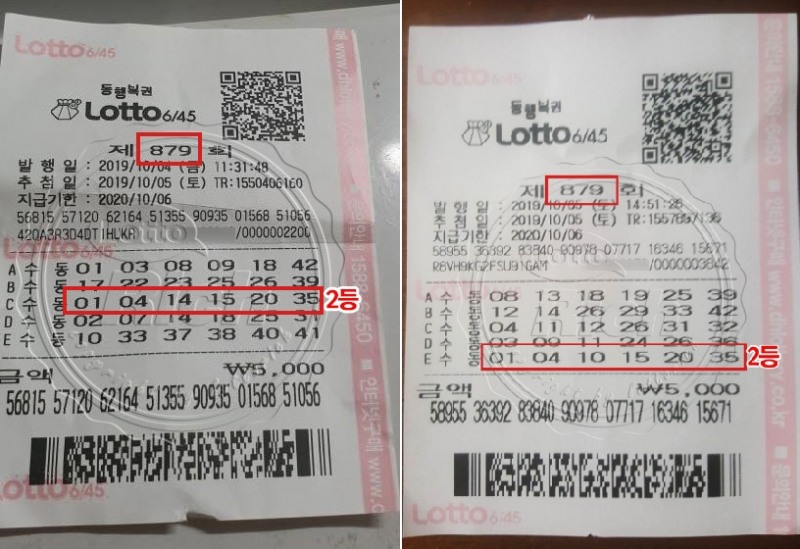 Lotto 6/45
동행복권
Lotto 6/45
제 879 회
발 행 일 : 2019/10/04 (금) 11:31:48
추 첨 일 : 2019/10/05 (토) TR:1550406160
지급기한 : 2020/10/06
56815 57120 62164 51355 90935 01568 51056
/0000002200
Lotto 6/45
A 수 동 01 03 08 09 18 42
B 수 동 17 22 23 25 26 39
C 수 동 01 04 14 15 20 35 2등
D 수 동 02 07 14 18 25 31
E 수 동 10 33 37 38 40 41
금액 ₩5,000
56815 57120 62164 51355 90935 01568 51056
Lotto 6/45
Lotto 6/45
동행복권
Lotto 6/45
제 879 회
발 행 일 : 2019/10/05 (토) 14:51:25
추 첨 일 : 2019/10/05 (토)
지급기한 : 2020/10/06
58955 36392 83840 90978 07717 16346 15671
/0000003842
A 수 동 08 13 18 19 25 39
B 수 동 12 14 26 29 33 42
C 수 동 04 11 12 26 31 32
D 수 동 03 09 11 24 26 36
E 수 동 01 04 10 15 20 35 2등
금액 ₩5,000
58955 36392 83840 90978 07717 16346 15671
Lotto 6/45